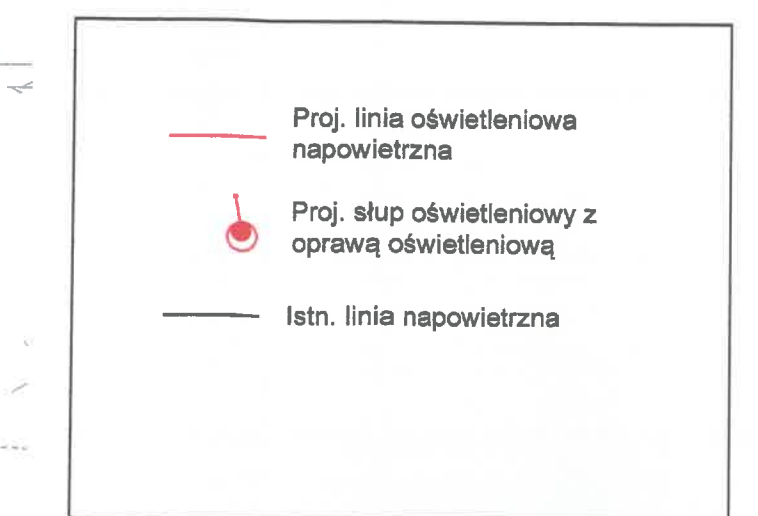 Proj. linia oświetleniowa
napowietrzna
Proj. słup oświetleniowy z
oprawą oświetleniową
Istn. linia napowietrzna